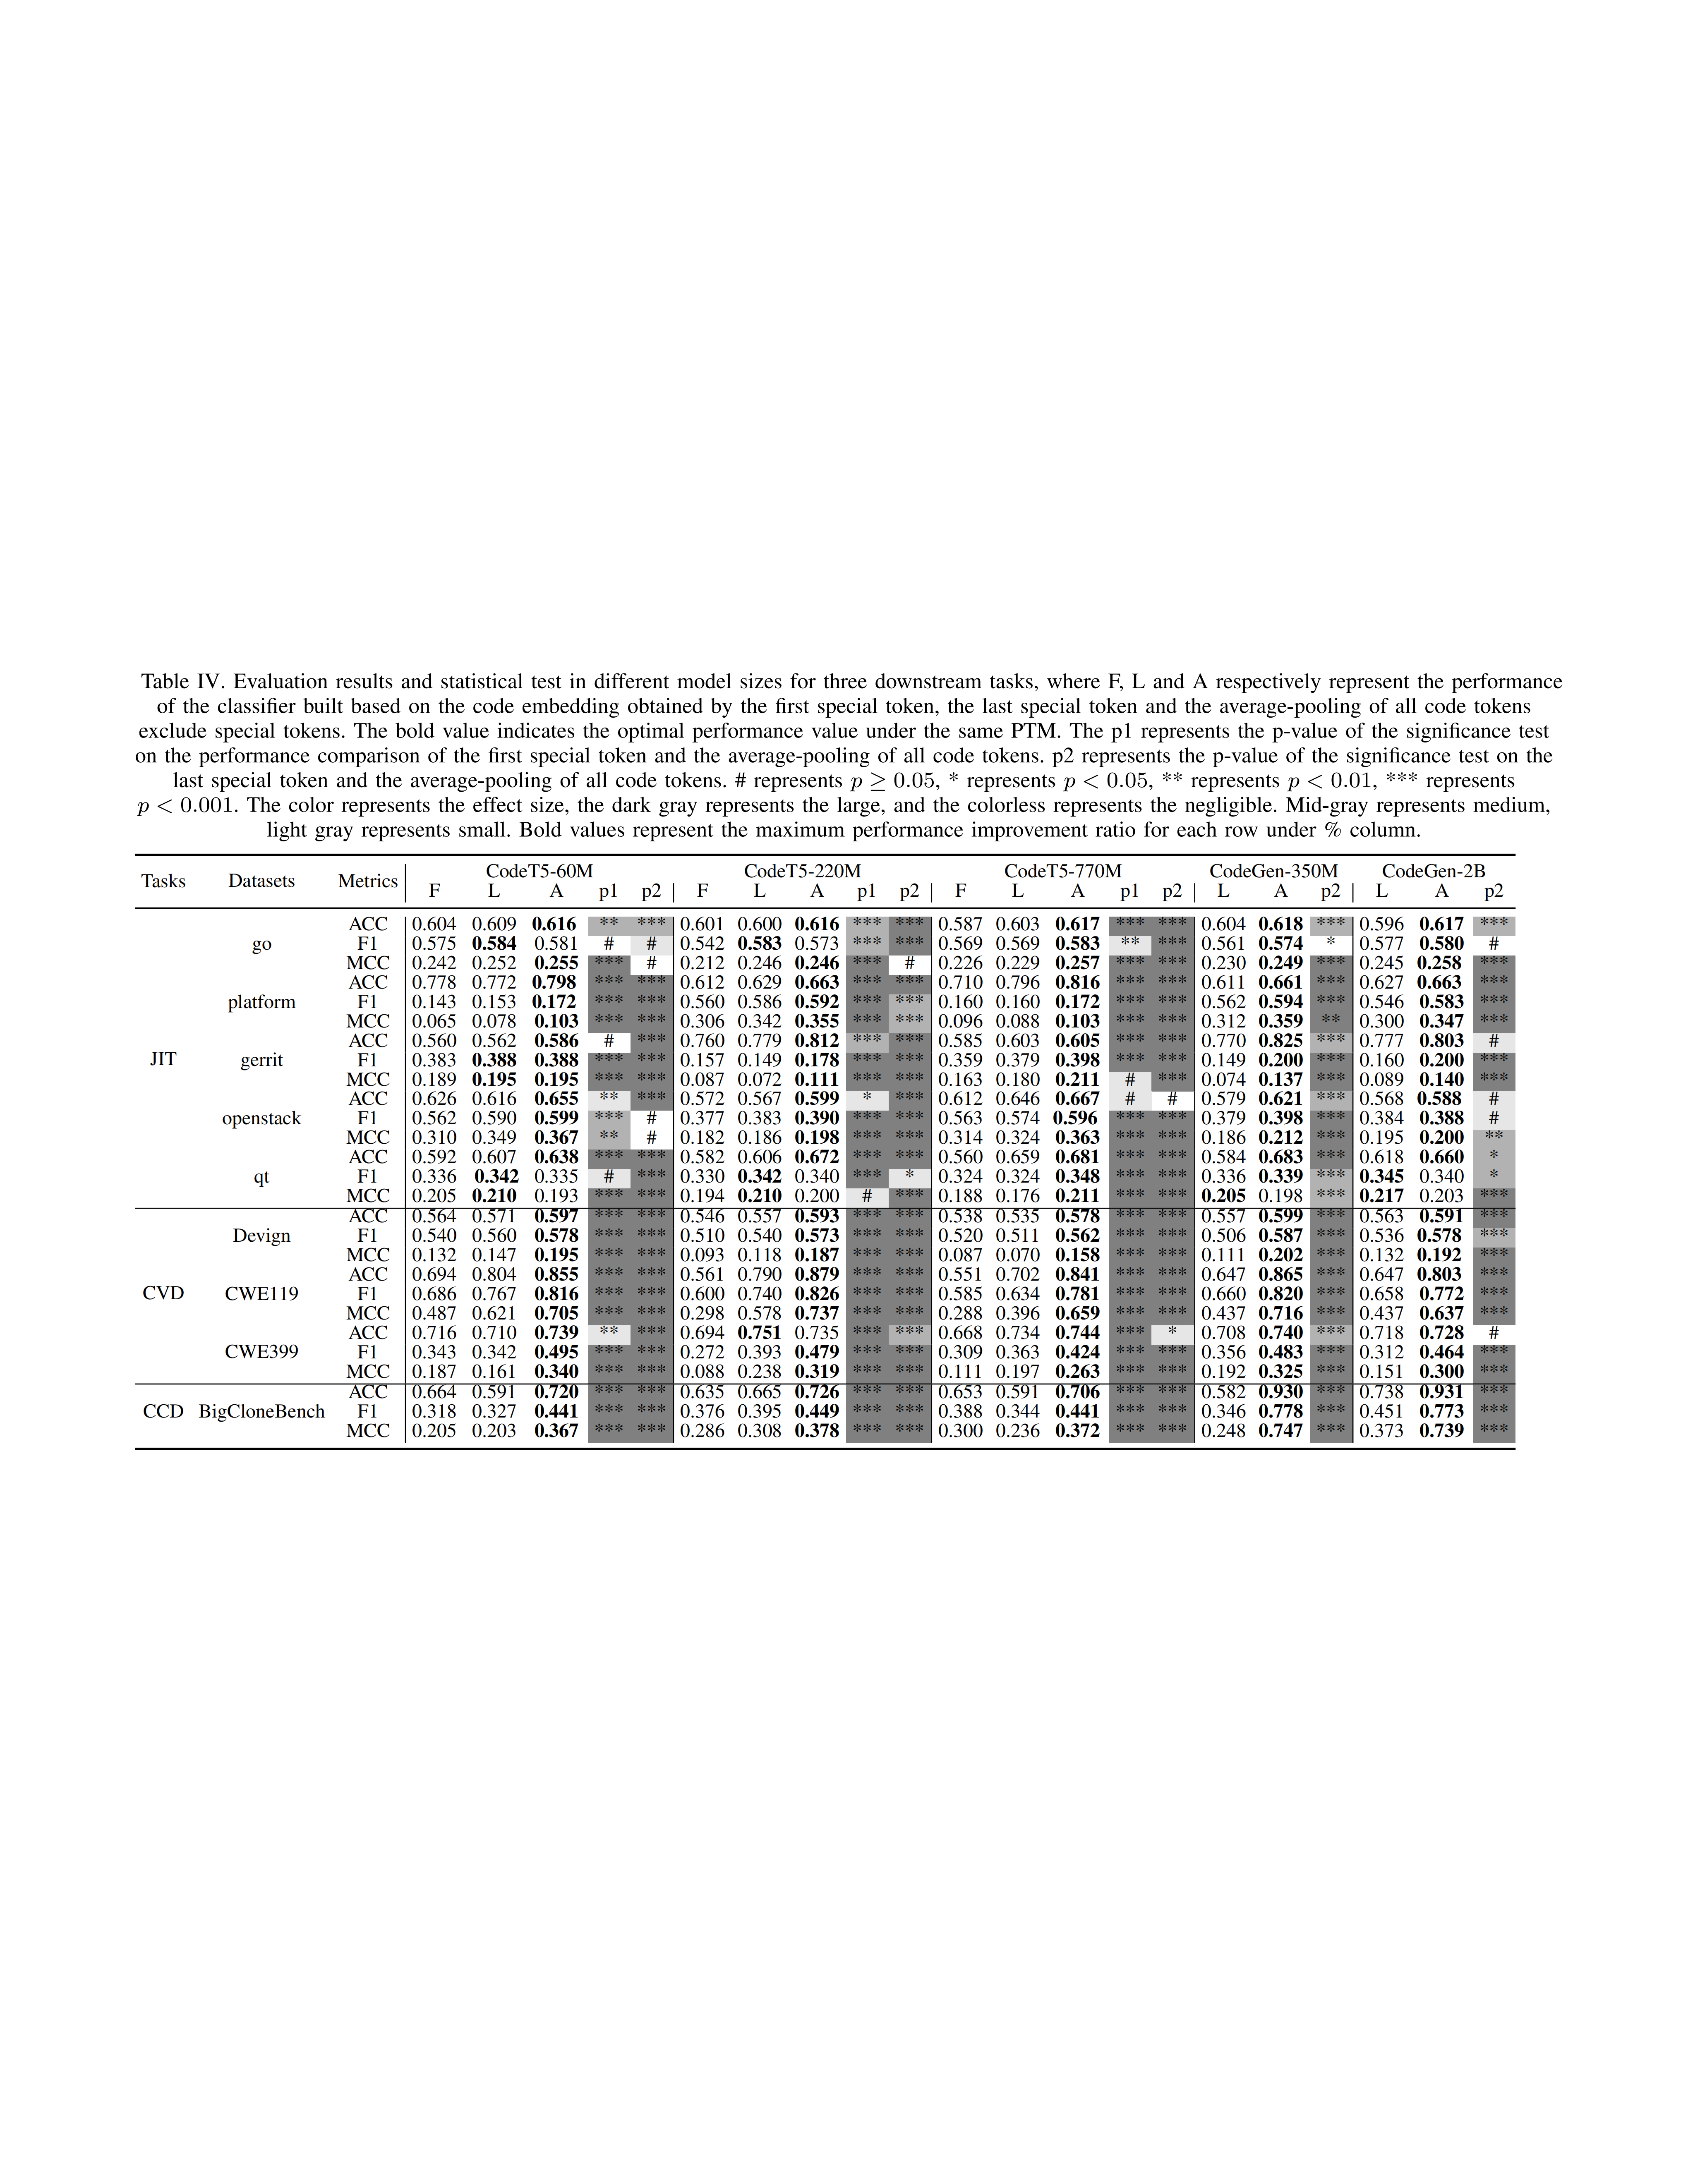 Table IV. Evaluation results and statistical test in different model sizes for three downstream tasks, where F, L and A respectively represent the performance
of the classifier built based on the code embedding obtained by the first special token, the last special token and the average-pooling of all code tokens
exclude special tokens. The bold value indicates the optimal performance value under the same PTM. The p1 represents the p-value of the significance test
on the performance comparison of the first special token and the average-pooling of all code tokens. p2 represents the p-value of the significance test on the
last special token and the average-pooling of all code tokens. # represents p ≥ 0.05, * represents p < 0.05, ** represents p < 0.01, *** represents
p < 0.001. The color represents the effect size, the dark gray represents the large, and the colorless represents the negligible. Mid-gray represents medium,
light gray represents small. Bold values represent the maximum performance improvement ratio for each row under % column.
Tasks Datasets Metrics CodeT5-60M CodeT5-220M CodeT5-770M CodeGen-350M CodeGen-2B
F L A p1 p2 F L A p1 p2 F L A p1 p2 L A p2 L A p2
ACC 0.604 0.609 0.616 ** *** 0.601 0.600 0.616 *** *** 0.587 0.603 0.617 *** *** 0.604 0.618 *** 0.596 0.617 ***
go F1 0.575 0.584 0.581 # # 0.542 0.583 0.573 *** *** 0.569 0.569 0.583 ** *** 0.561 0.574 * 0.577 0.580 #
MCC 0.242 0.252 0.255 *** # 0.212 0.246 0.246 *** # 0.226 0.229 0.257 *** *** 0.230 0.249 *** 0.245 0.258 ***
ACC 0.778 0.772 0.798 *** *** 0.612 0.629 0.663 *** *** 0.710 0.796 0.816 *** *** 0.611 0.661 *** 0.627 0.663 ***
platform F1 0.143 0.153 0.172 *** *** 0.560 0.586 0.592 *** *** 0.160 0.160 0.172 *** *** 0.562 0.594 *** 0.546 0.583 ***
MCC 0.065 0.078 0.103 *** *** 0.306 0.342 0.355 *** *** 0.096 0.088 0.103 *** *** 0.312 0.359 ** 0.300 0.347 ***
ACC 0.560 0.562 0.586 # *** 0.760 0.779 0.812 *** *** 0.585 0.603 0.605 *** *** 0.770 0.825 *** 0.777 0.803 #
JIT gerrit F1 0.383 0.388 0.388 *** *** 0.157 0.149 0.178 *** *** 0.359 0.379 0.398 *** *** 0.149 0.200 *** 0.160 0.200 ***
MCC 0.189 0.195 0.195 *** *** 0.087 0.072 0.111 *** *** 0.163 0.180 0.211 # *** 0.074 0.137 *** 0.089 0.140 ***
ACC 0.626 0.616 0.655 ** *** 0.572 0.567 0.599 * *** 0.612 0.646 0.667 # # 0.579 0.621 *** 0.568 0.588 #
openstack F1 0.562 0.590 0.599 *** # 0.377 0.383 0.390 *** *** 0.563 0.574 0.596 *** *** 0.379 0.398 *** 0.384 0.388 #
MCC 0.310 0.349 0.367 ** # 0.182 0.186 0.198 *** *** 0.314 0.324 0.363 *** *** 0.186 0.212 *** 0.195 0.200 **
ACC 0.592 0.607 0.638 *** *** 0.582 0.606 0.672 *** *** 0.560 0.659 0.681 *** *** 0.584 0.683 *** 0.618 0.660 *
qt F1 0.336 0.342 0.335 # *** 0.330 0.342 0.340 *** * 0.324 0.324 0.348 *** *** 0.336 0.339 *** 0.345 0.340 *
MCC 0.205 0.210 0.193 *** *** 0.194 0.210 0.200 # *** 0.188 0.176 0.211 *** *** 0.205 0.198 *** 0.217 0.203 ***
ACC 0.564 0.571 0.597 *** *** 0.546 0.557 0.593 *** *** 0.538 0.535 0.578 *** *** 0.557 0.599 *** 0.563 0.591 ***
Devign F1 0.540 0.560 0.578 *** *** 0.510 0.540 0.573 *** *** 0.520 0.511 0.562 *** *** 0.506 0.587 *** 0.536 0.578 ***
MCC 0.132 0.147 0.195 *** *** 0.093 0.118 0.187 *** *** 0.087 0.070 0.158 *** *** 0.111 0.202 *** 0.132 0.192 ***
ACC 0.694 0.804 0.855 *** *** 0.561 0.790 0.879 *** *** 0.551 0.702 0.841 *** *** 0.647 0.865 *** 0.647 0.803 ***
CVD CWE119 F1 0.686 0.767 0.816 *** *** 0.600 0.740 0.826 *** *** 0.585 0.634 0.781 *** *** 0.660 0.820 *** 0.658 0.772 ***
MCC 0.487 0.621 0.705 *** *** 0.298 0.578 0.737 *** *** 0.288 0.396 0.659 *** *** 0.437 0.716 *** 0.437 0.637 ***
ACC 0.716 0.710 0.739 ** *** 0.694 0.751 0.735 *** *** 0.668 0.734 0.744 *** * 0.708 0.740 *** 0.718 0.728 #
CWE399 F1 0.343 0.342 0.495 *** *** 0.272 0.393 0.479 *** *** 0.309 0.363 0.424 *** *** 0.356 0.483 *** 0.312 0.464 ***
MCC 0.187 0.161 0.340 *** *** 0.088 0.238 0.319 *** *** 0.111 0.197 0.263 *** *** 0.192 0.325 *** 0.151 0.300 ***
ACC 0.664 0.591 0.720 *** *** 0.635 0.665 0.726 *** *** 0.653 0.591 0.706 *** *** 0.582 0.930 *** 0.738 0.931 ***
CCD BigCloneBench F1 0.318 0.327 0.441 *** *** 0.376 0.395 0.449 *** *** 0.388 0.344 0.441 *** *** 0.346 0.778 *** 0.451 0.773 ***
MCC 0.205 0.203 0.367 *** *** 0.286 0.308 0.378 *** *** 0.300 0.236 0.372 *** *** 0.248 0.747 *** 0.373 0.739 ***